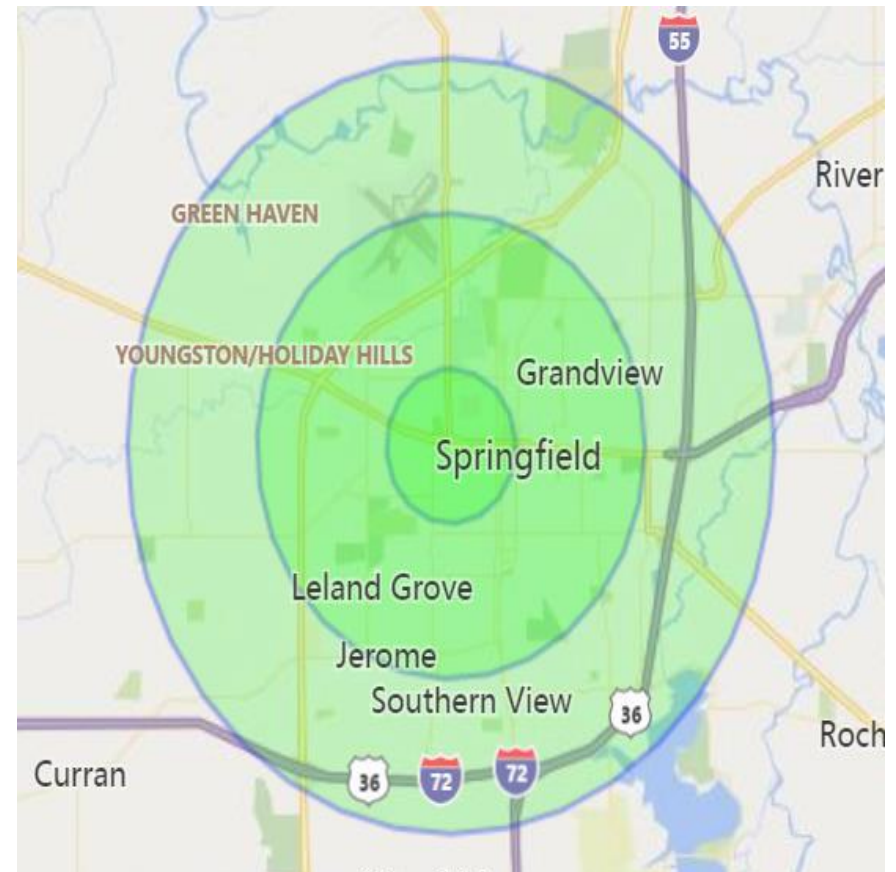 55
River
GREEN HAVEN
YOUNGSTON/HOLIDAY HILLS
Grandview
Springfield
Leland Grove
Jerome
Southern View
36
Roch
Curran
36
72
72